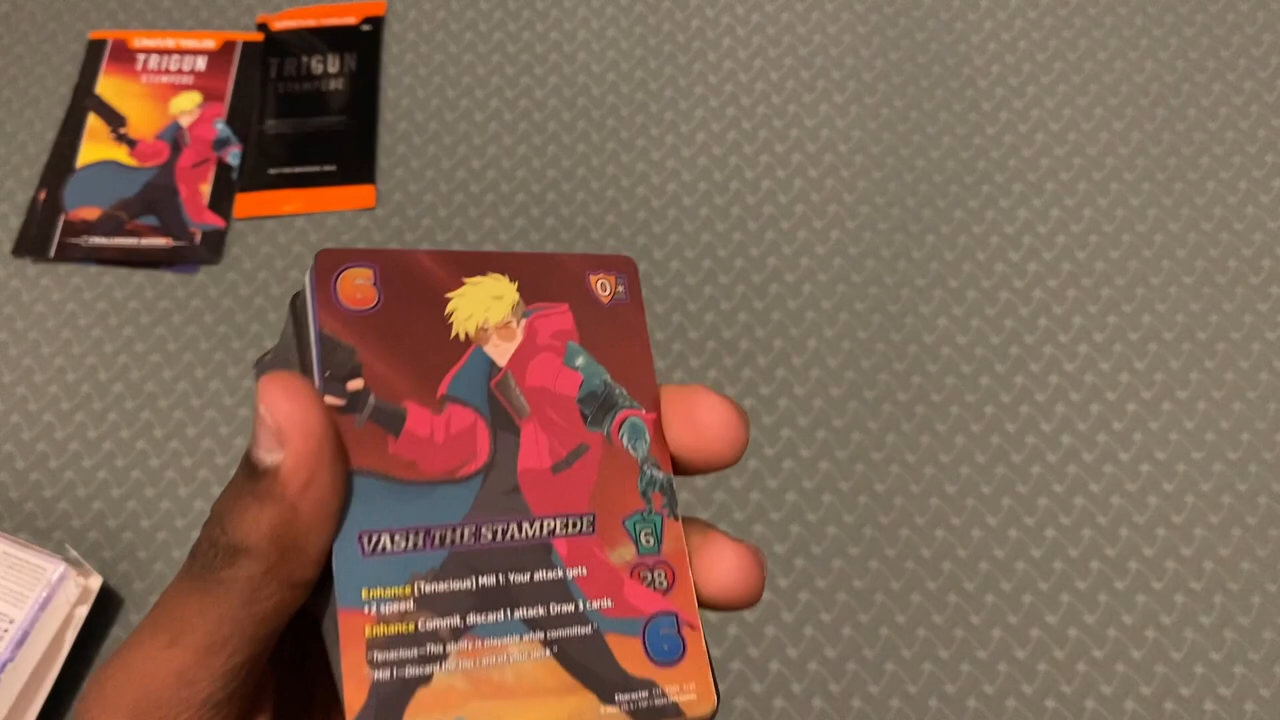 TRIGUN
STAMPEDE
TRIGUN
STAMPEDE
6
0
VASH THE STAMPEDE
6
28
Enhance [Tenacious] Mill 1: Your attack gets
+2 speed.
Enhance Commit, discard 1 attack: Draw 3 cards.
"Tenacious—This ability is playable while committed."
"Mill 1—Discard the top card of your deck."
6
Character